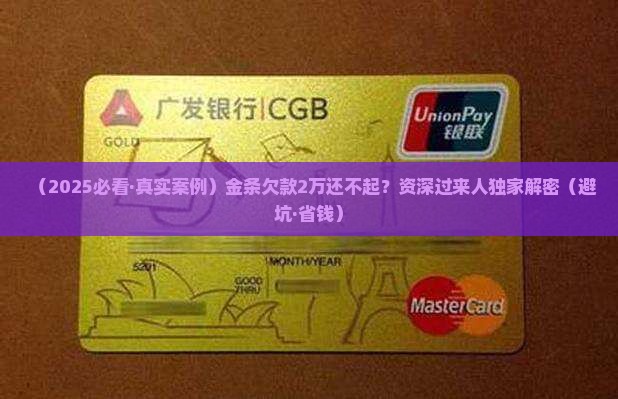 广发银行|CGB
UnionPay
银联
GOLD
（2025必看·真实案例）金条欠款2万还不起？资深过来人独家解密（避
坑·省钱）
MONTH/YEAR
5201
GOOD
THRU
MasterCard